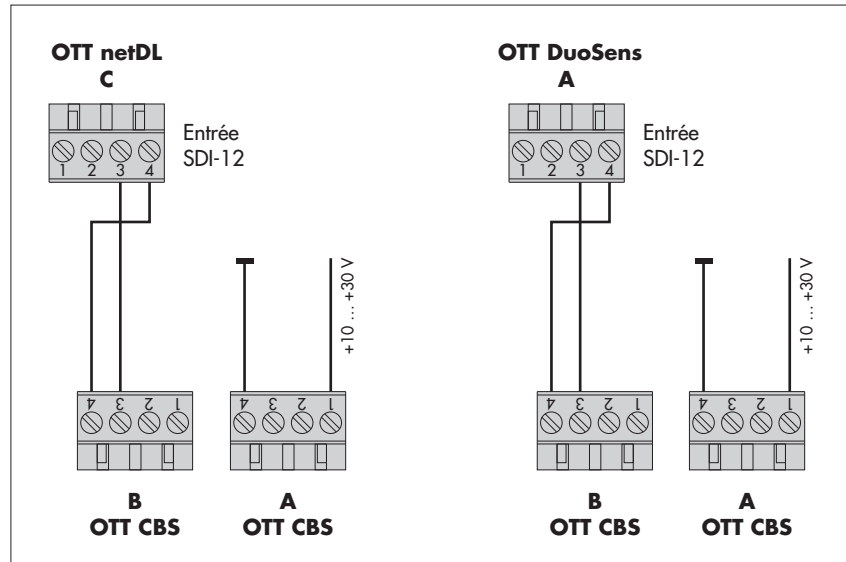 OTT netDL
C
Entrée
SDI-12
1 2 3 4
+10 ... +30 V
4 3 2 1
4 3 2 1
B
OTT CBS
A
OTT CBS
OTT DuoSens
A
Entrée
SDI-12
1 2 3 4
+10 ... +30 V
4 3 2 1
4 3 2 1
B
OTT CBS
A
OTT CBS